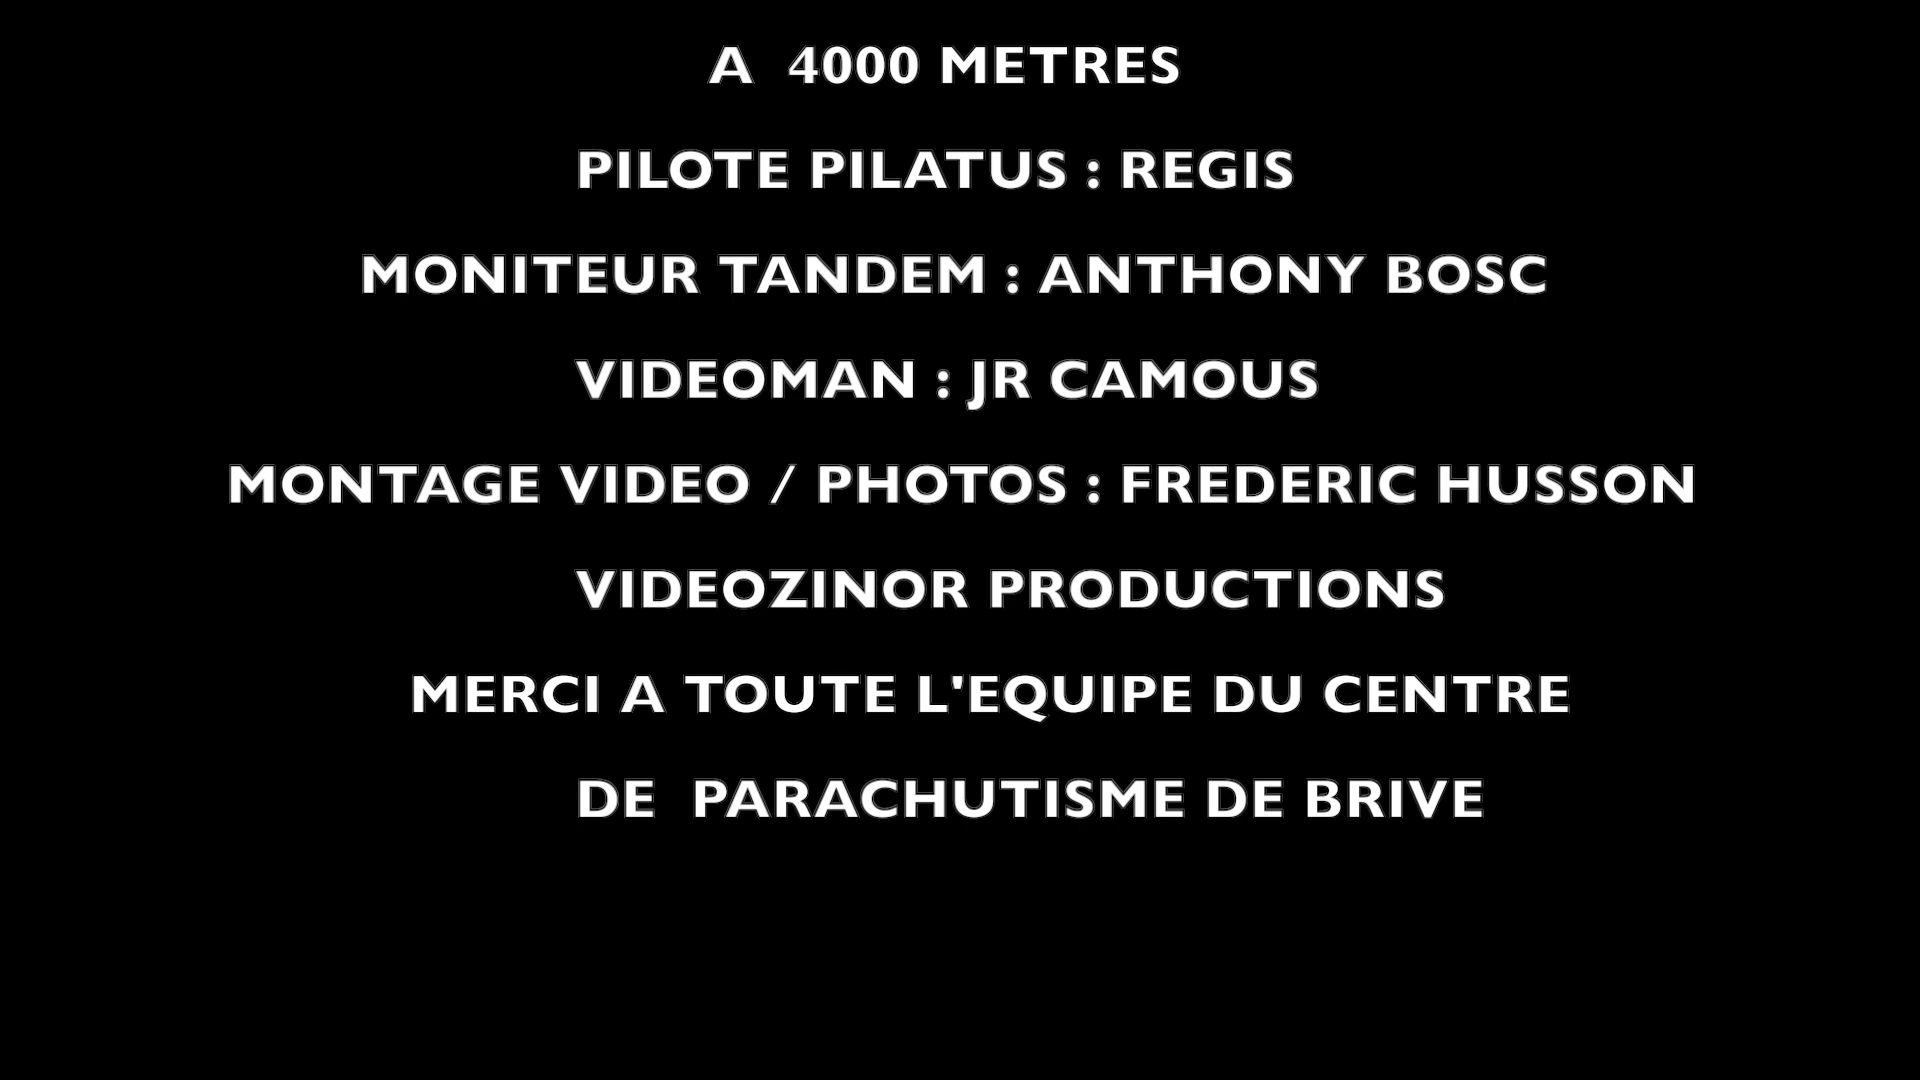 A 4000 METRES
PILOTE PILATUS : REGIS
MONITEUR TANDEM : ANTHONY BOSC
VIDEOMAN : JR CAMOUS
MONTAGE VIDEO / PHOTOS : FREDERIC HUSSON
VIDEOZINOR PRODUCTIONS
MERCI A TOUTE L'EQUIPE DU CENTRE
DE PARACHUTISME DE BRIVE